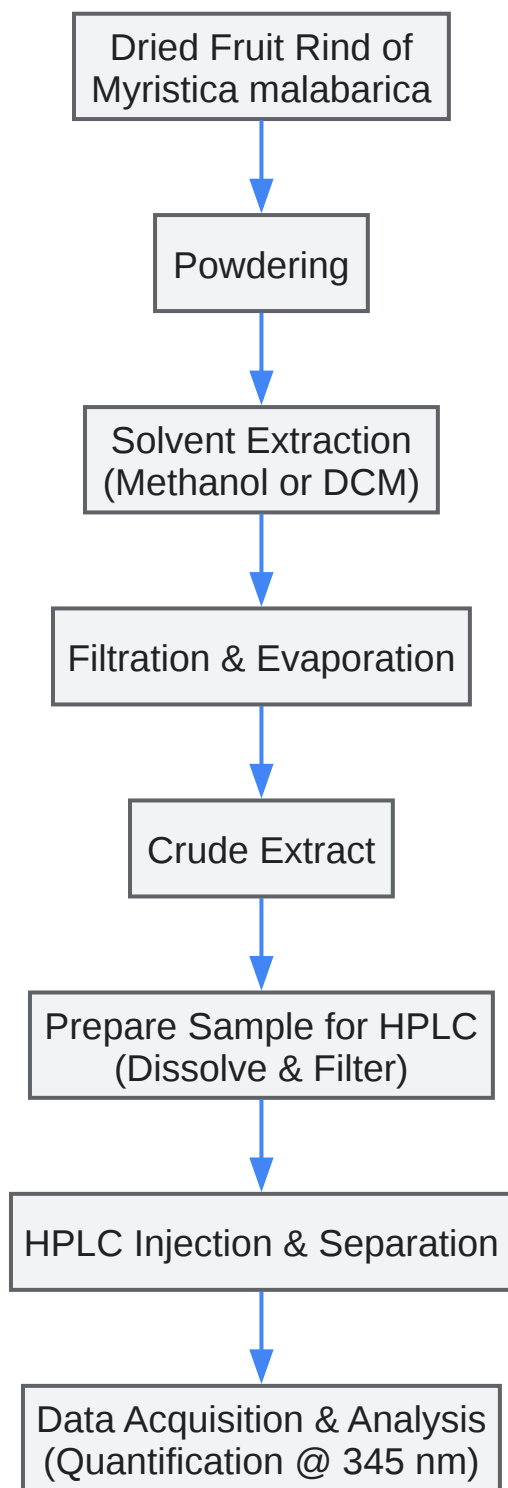 Dried Fruit Rind of
Myristica malabarica
Powdering
Solvent Extraction
(Methanol or DCM)
Filtration & Evaporation
Crude Extract
Prepare Sample for HPLC
(Dissolve & Filter)
HPLC Injection & Separation
Data Acquisition & Analysis
(Quantification @ 345 nm)